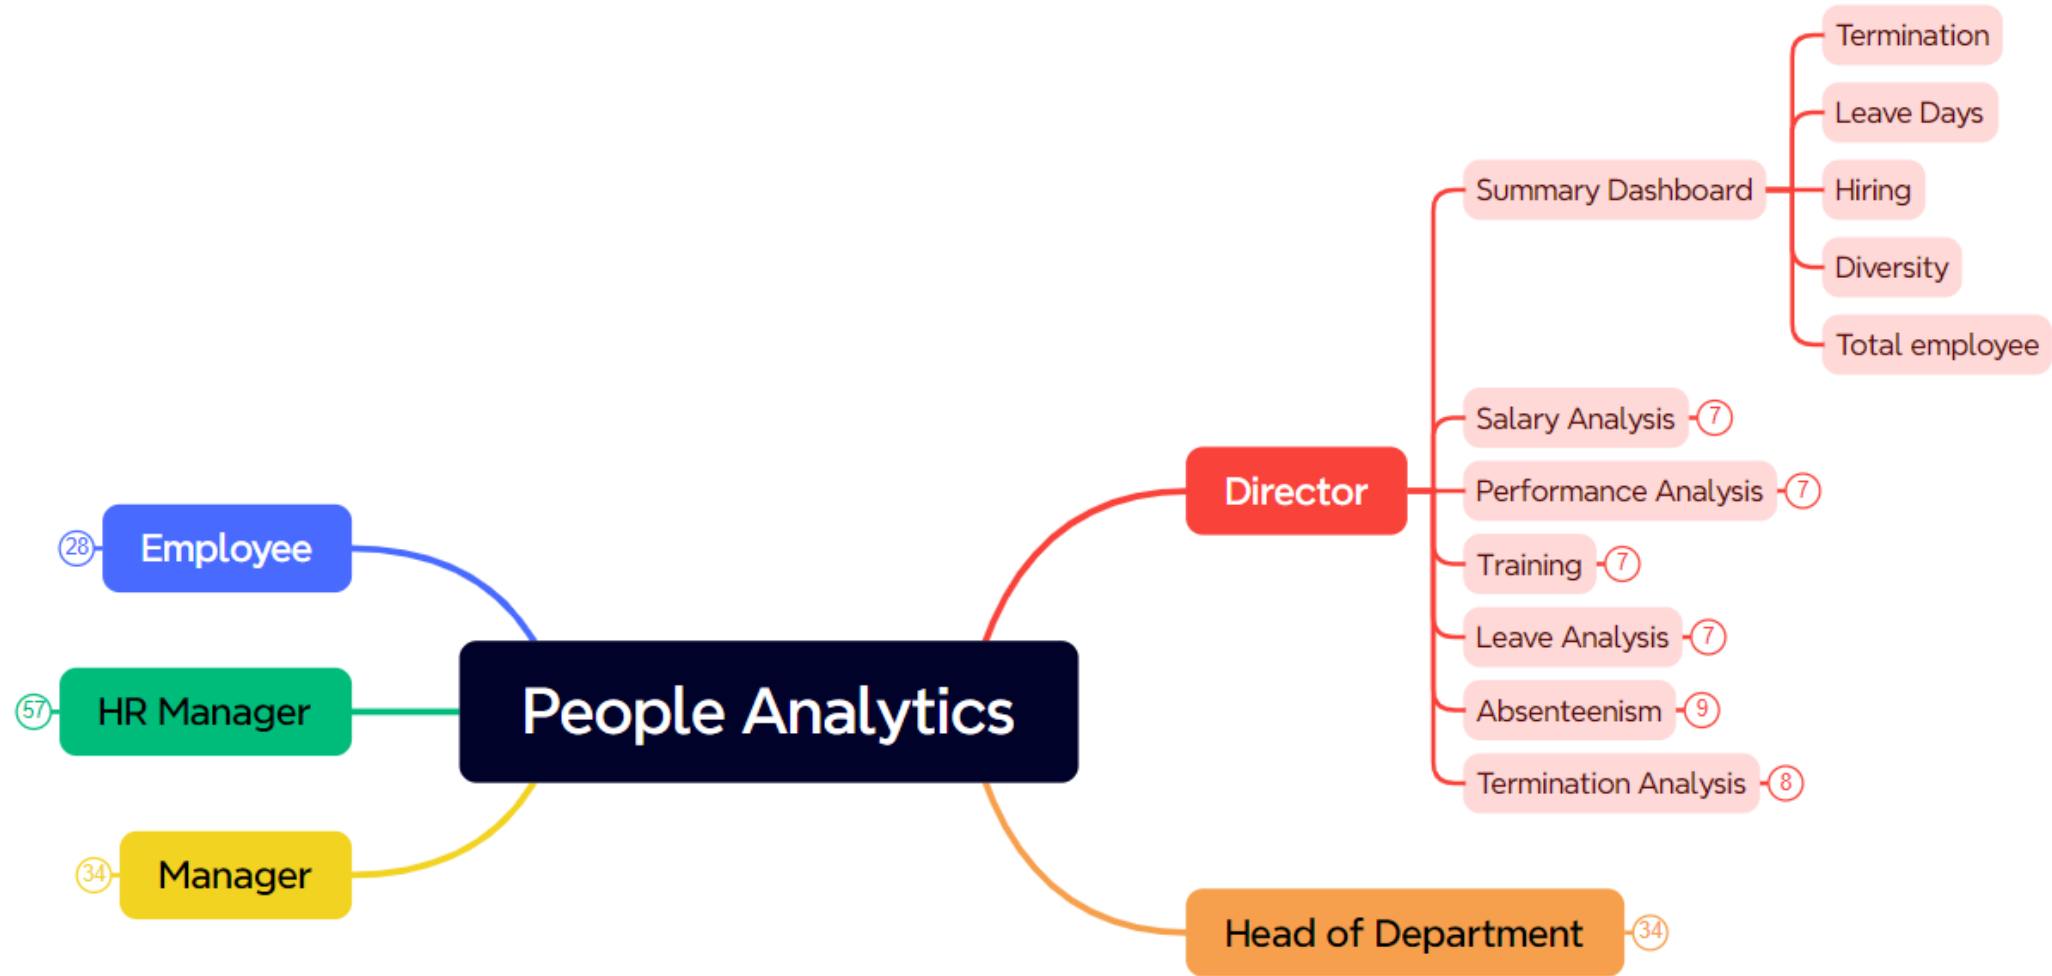 People Analytics
Director
Summary Dashboard
Termination
Leave Days
Hiring
Diversity
Total employee
Salary Analysis 7
Performance Analysis 7
Training 7
Leave Analysis 7
Absenteenism 9
Termination Analysis 8
Head of Department 34
28 Employee
57 HR Manager
34 Manager